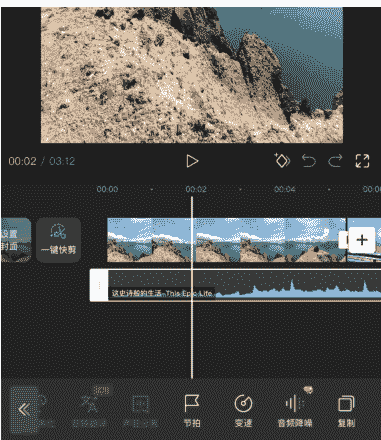 00:02 / 03:12
00:00 00:02 00:04 00:0
设置
封面
一键快剪
这史诗般的生活-This Epic Life
节拍 变速 音频降噪 复制